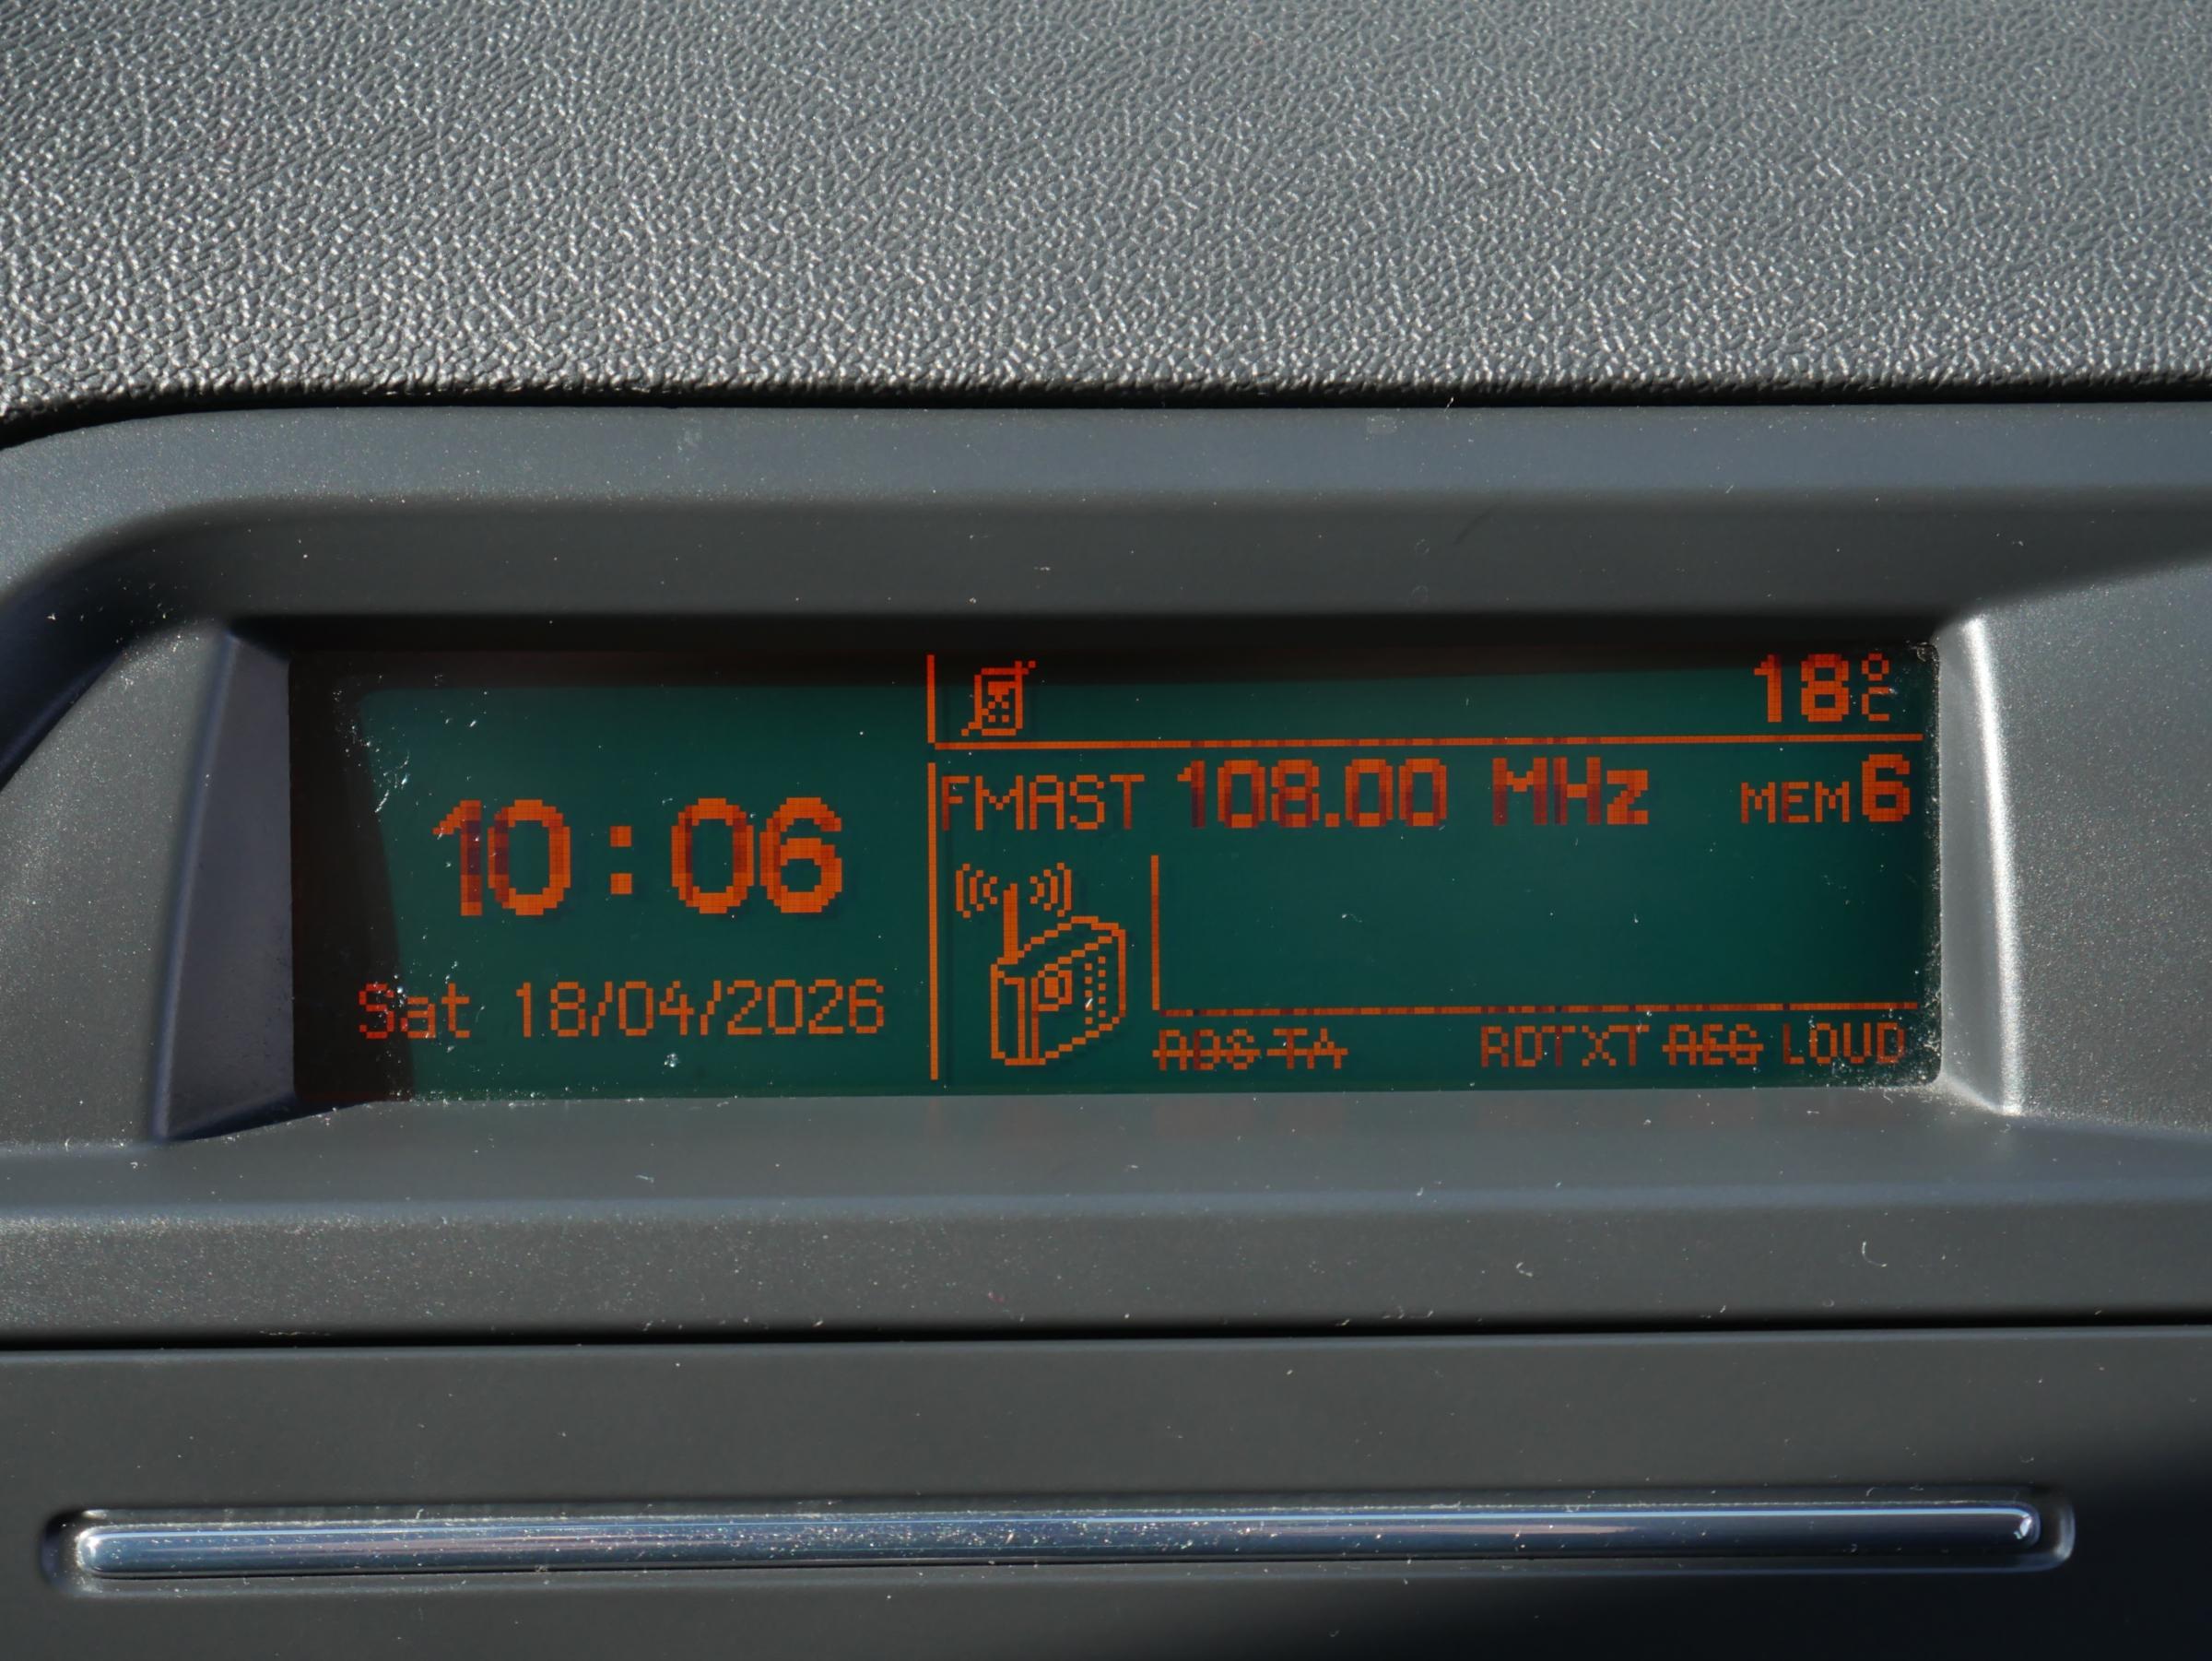 18°C
FMAST 108.00 MHz MEM 6
10:06
Sat 18/04/2026
RDS TA RDTXT REG LOUD